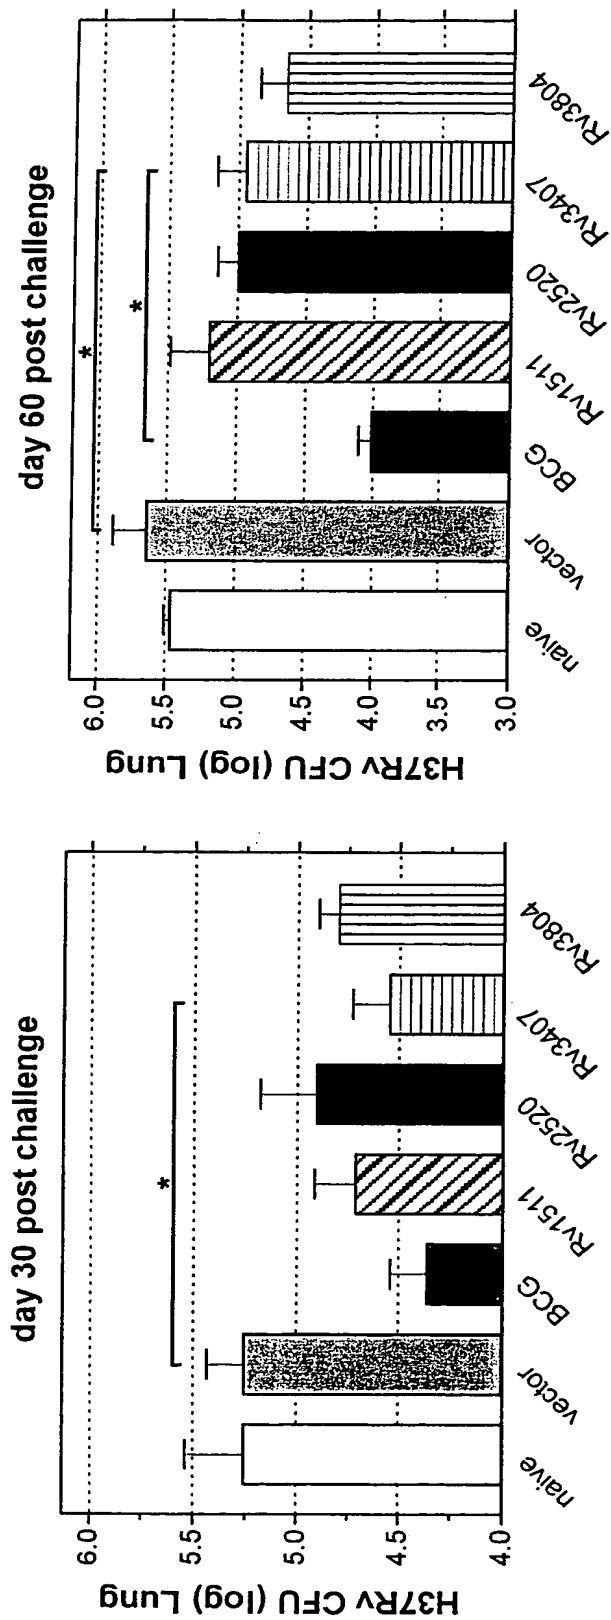 day 30 post challenge
H37Rv CFU (log) Lung
6.0
5.5
5.0
4.5
4.0
*
naive
vector
BCG
Rv1511
Rv2520
Rv3407
Rv3804
day 60 post challenge
H37Rv CFU (log) Lung
6.0
5.5
5.0
4.5
4.0
3.5
3.0
*
*
naive
vector
BCG
Rv1511
Rv2520
Rv3407
Rv3804